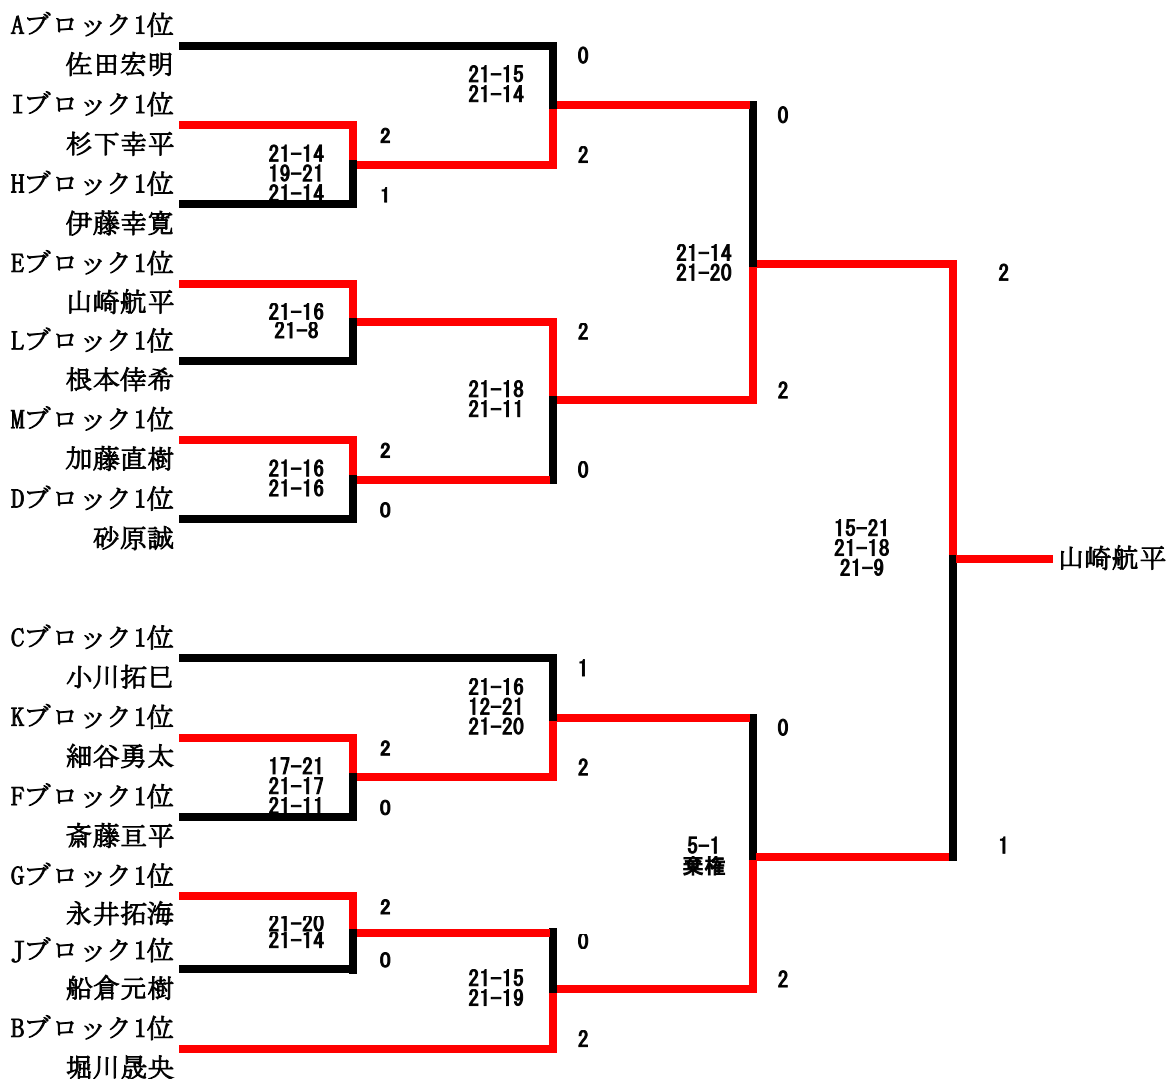 Aブロック1位
佐田宏明
Iブロック1位
杉下幸平
Hブロック1位
伊藤幸寛
Eブロック1位
山崎航平
Lブロック1位
根本倖希
Mブロック1位
加藤直樹
Dブロック1位
砂原誠
21-14
19-21
21-14
2
1
21-16
21-8
21-16
21-16
2
0
21-15
21-14
0
2
21-18
21-11
2
0
21-14
21-20
0
2
Cブロック1位
小川拓巳
Kブロック1位
細谷勇太
Fブロック1位
斎藤亘平
Gブロック1位
永井拓海
Jブロック1位
船倉元樹
Bブロック1位
堀川晟央
17-21
21-17
21-11
2
0
21-20
21-14
2
0
21-16
12-21
21-20
1
2
21-15
21-19
0
2
5-1
棄権
0
2
15-21
21-18
21-9
2
1
山崎航平